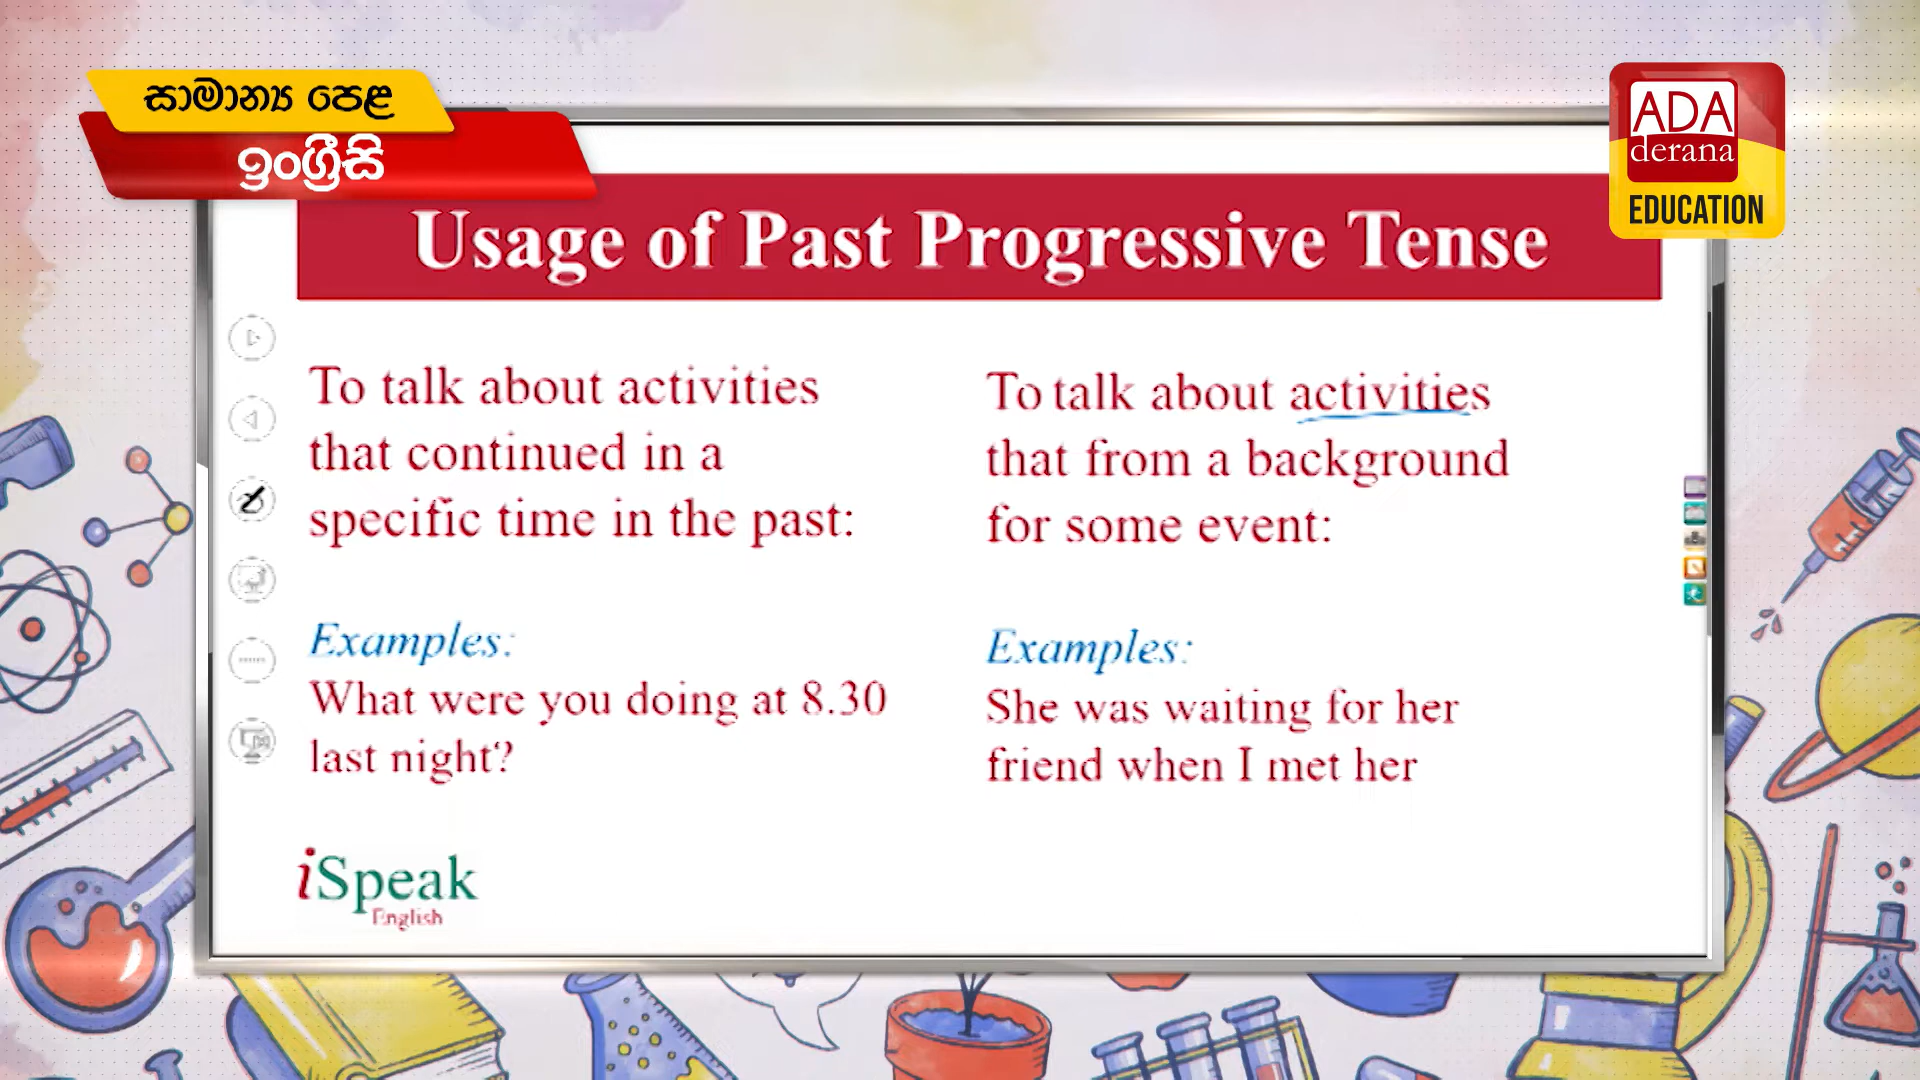 සාමාන්‍ය පෙළ
ඉංග්‍රීසි
ADA
derana
EDUCATION
Usage of Past Progressive Tense
To talk about activities
that continued in a
specific time in the past:
Examples:
What were you doing at 8.30
last night?
To talk about activities
that from a background
for some event:
Examples:
She was waiting for her
friend when I met her
iSpeak
English